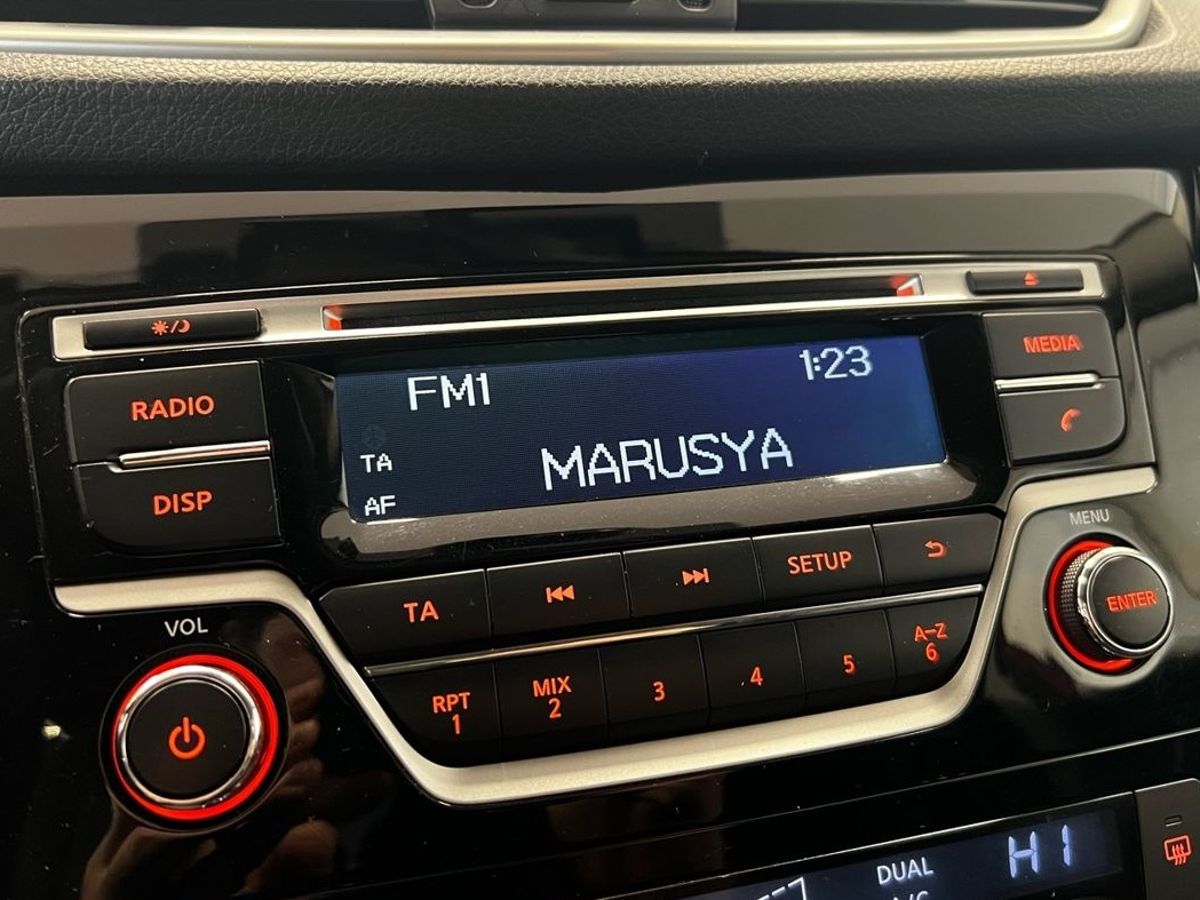 RADIO
DISP
FM1 1:23
TA
MARUSYA
AF
MEDIA
VOL
TA
SETUP
MENU
ENTER
RPT
1
MIX
2
3
4
5
A-Z
6
DUAL
HI